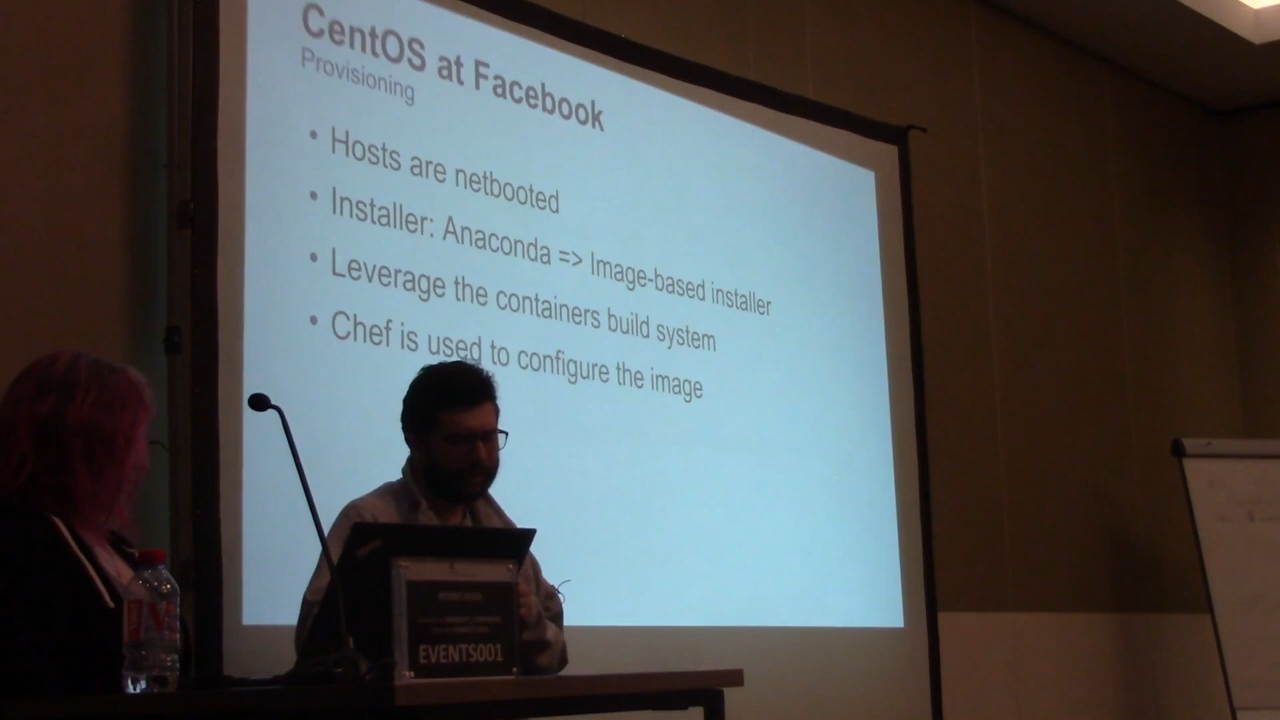 CentOS at Facebook
Provisioning
• Hosts are netbooted
• Installer: Anaconda => Image-based installer
• Leverage the containers build system
• Chef is used to configure the image
EVENTS001